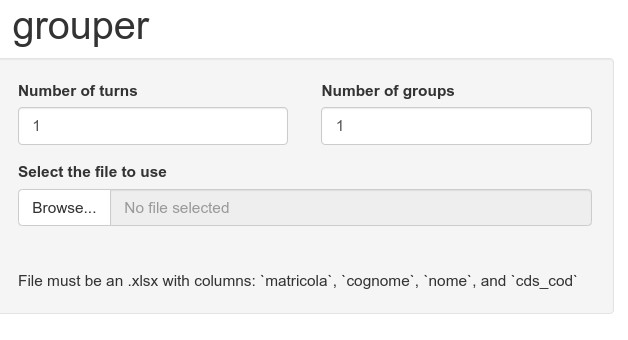 grouper
Number of turns
Number of groups
1
1
Select the file to use
Browse...
No file selected
File must be an .xlsx with columns: `matricola`, `cognome`, `nome`, and `cds_cod`